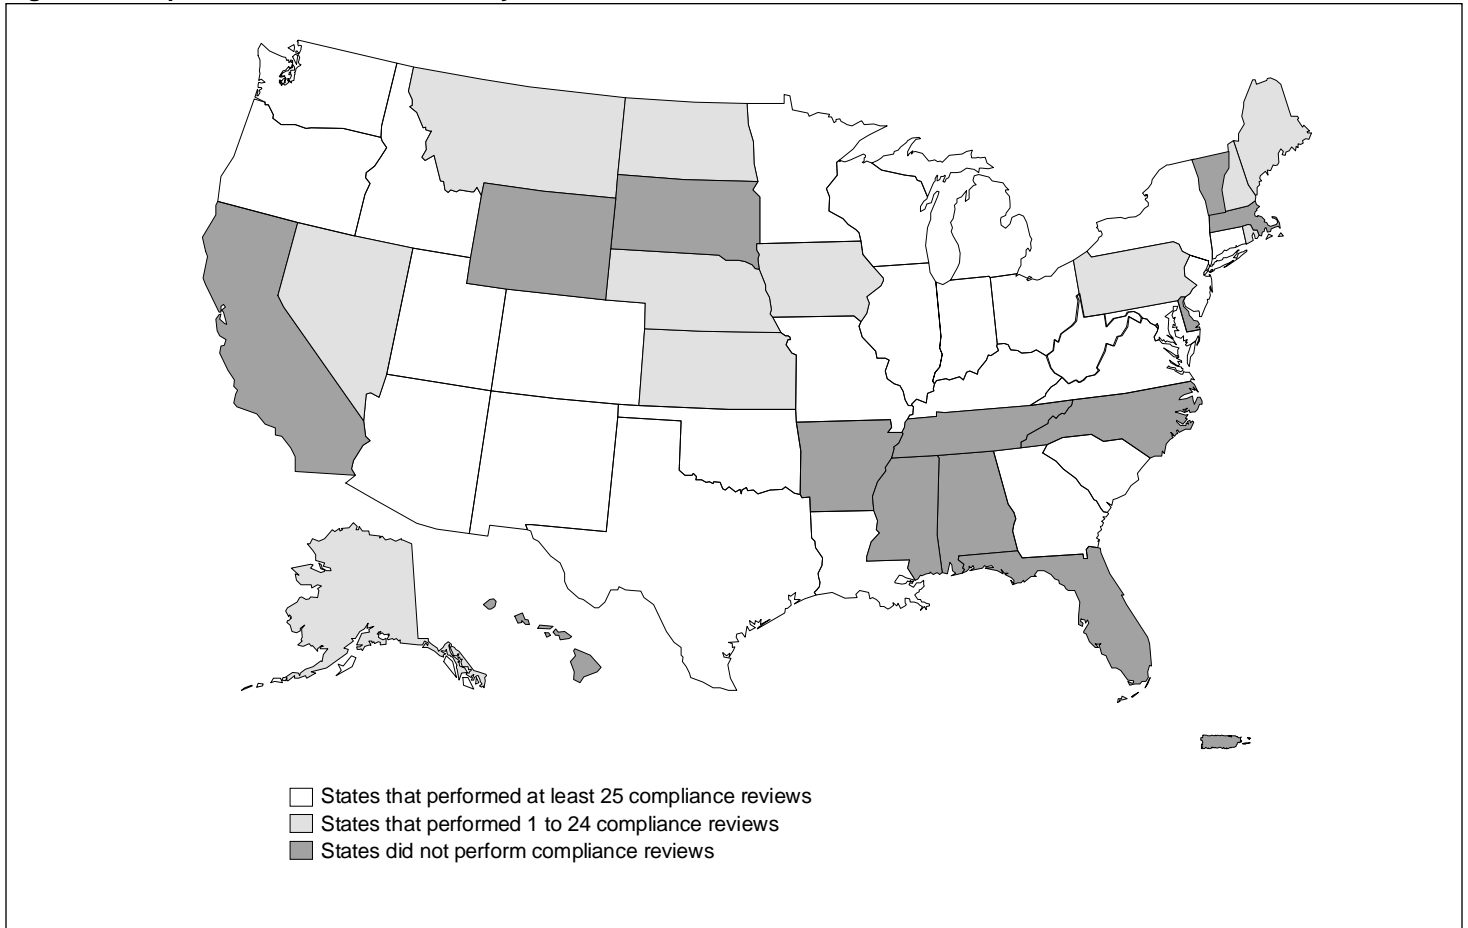 States that performed at least 25 compliance reviews
States that performed 1 to 24 compliance reviews
States did not perform compliance reviews